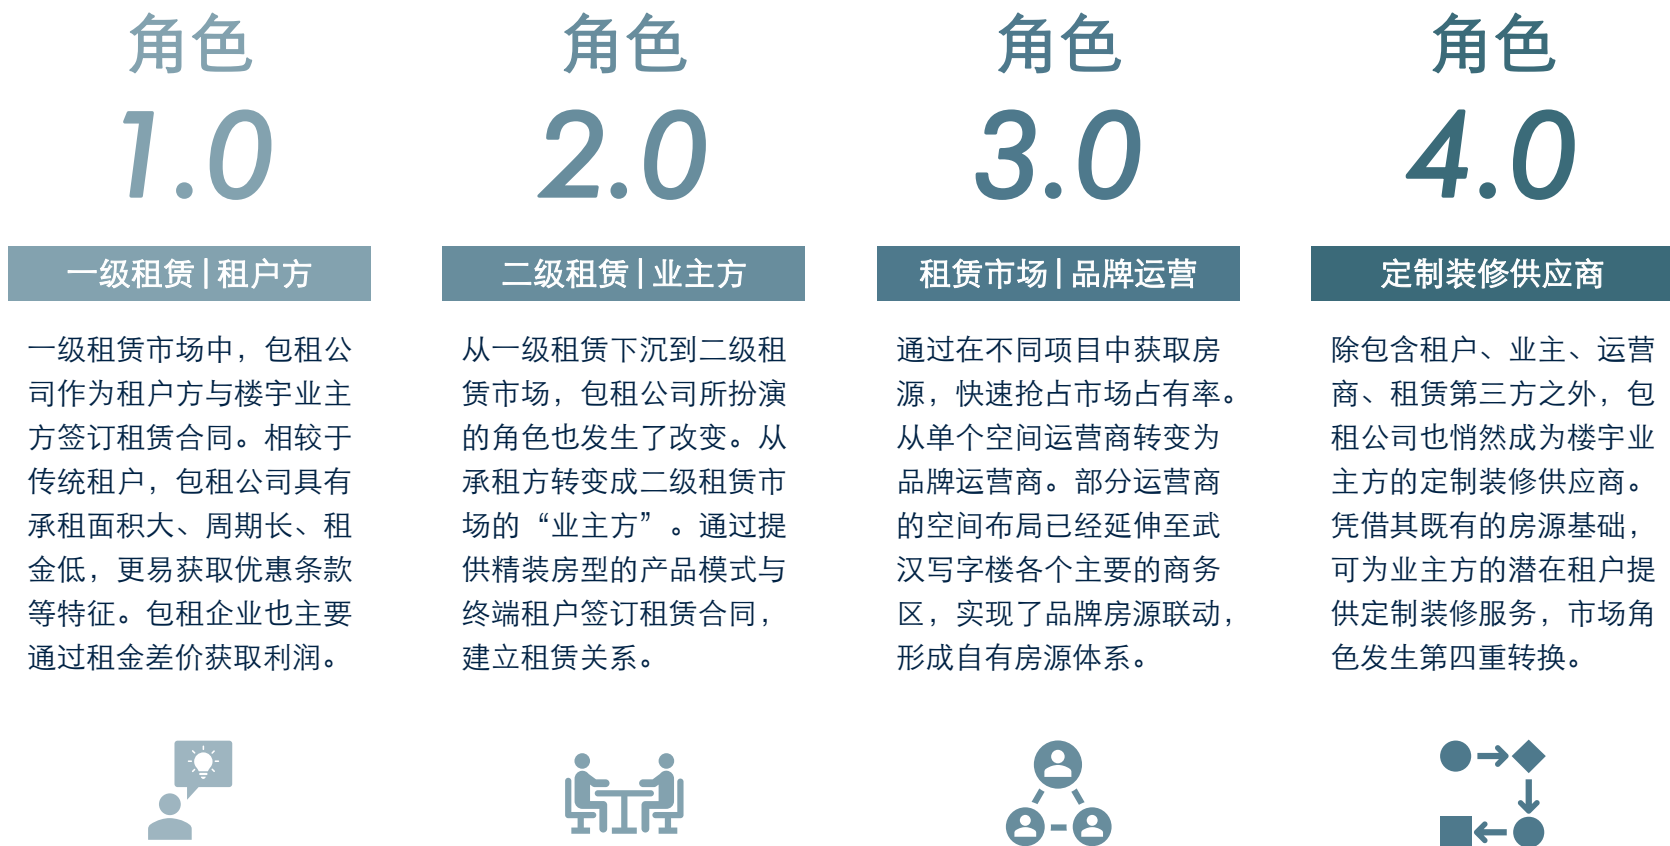 角色
1.0
一级租赁|租户方
一级租赁市场中，包租公
司作为租户方与楼宇业主
方签订租赁合同。相较于
传统租户，包租公司具有
承租面积大、周期长、租
金低，更易获取优惠条款
等特征。包租企业也主要
通过租金差价获取利润。
角色
2.0
二级租赁|业主方
从一级租赁下沉到二级租
赁市场，包租公司所扮演
的角色也发生了改变。从
承租方转变成二级租赁市
场的“业主方”。通过提
供精装房型的产品模式与
终端租户签订租赁合同，
建立租赁关系。
角色
3.0
租赁市场|品牌运营
通过在不同项目中获取房
源，快速抢占市场占有率。
从单个空间运营商转变为
品牌运营商。部分运营商
的空间布局已经延伸至武
汉写字楼各个主要的商务
区，实现了品牌房源联动，
形成自有房源体系。
角色
4.0
定制装修供应商
除包含租户、业主、运营
商、租赁第三方之外，包
租公司也悄然成为楼宇业
主方的定制装修供应商。
凭借其既有的房源基础，
可为业主方的潜在租户提
供定制装修服务，市场角
色发生第四重转换。